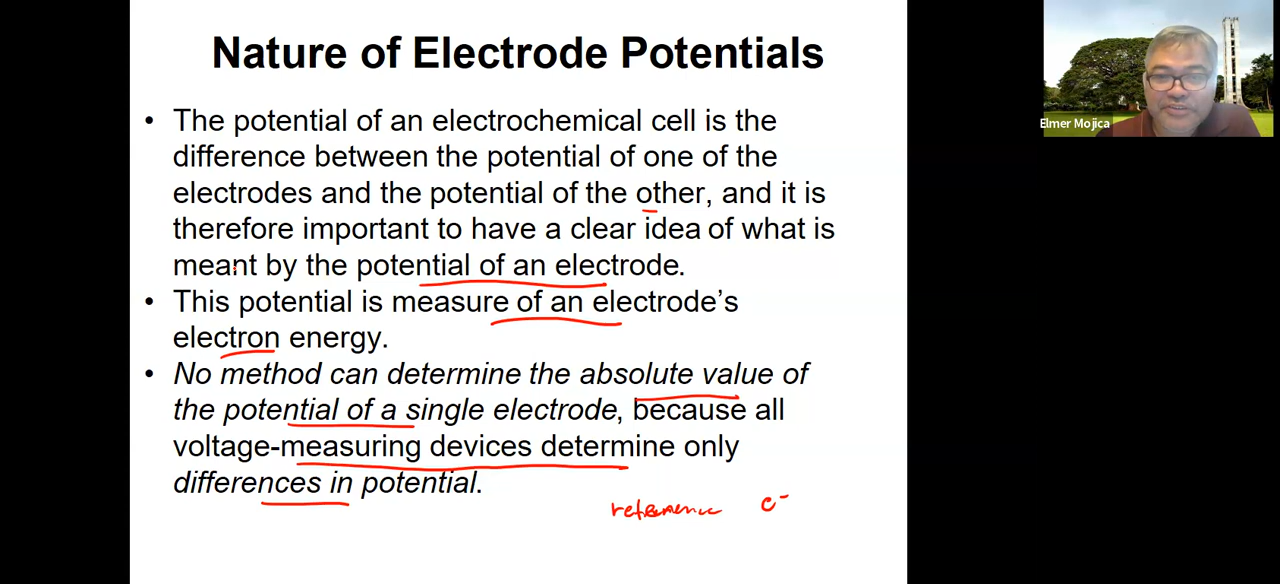 Nature of Electrode Potentials
Elmer Mojica
• The potential of an electrochemical cell is the
difference between the potential of one of the
electrodes and the potential of the other, and it is
therefore important to have a clear idea of what is
meant by the potential of an electrode.
• This potential is measure of an electrode’s
electron energy.
• No method can determine the absolute value of
the potential of a single electrode, because all
voltage-measuring devices determine only
differences in potential.
reference e⁻